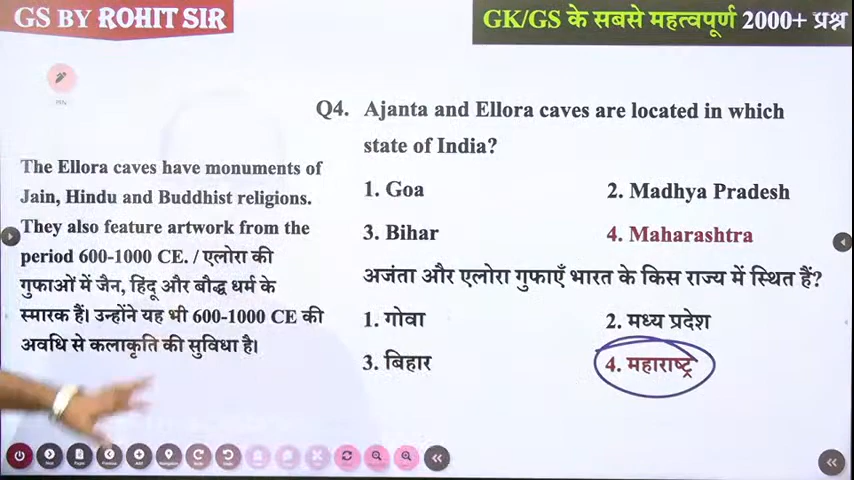 GS BY ROHIT SIR
GK/GS के सबसे महत्वपूर्ण 2000+ प्रश्न
Q4. Ajanta and Ellora caves are located in which
state of India?
1. Goa
2. Madhya Pradesh
3. Bihar
4. Maharashtra
अजंता और एलोरा गुफाएँ भारत के किस राज्य में स्थित हैं?
1. गोवा
2. मध्य प्रदेश
3. बिहार
4. महाराष्ट्र
The Ellora caves have monuments of
Jain, Hindu and Buddhist religions.
They also feature artwork from the
period 600-1000 CE. / एलोरा की
गुफाओं में जैन, हिंदू और बौद्ध धर्म के
स्मारक हैं। उन्होंने यह भी 600-1000 CE की
अवधि से कलाकृति की सुविधा है।